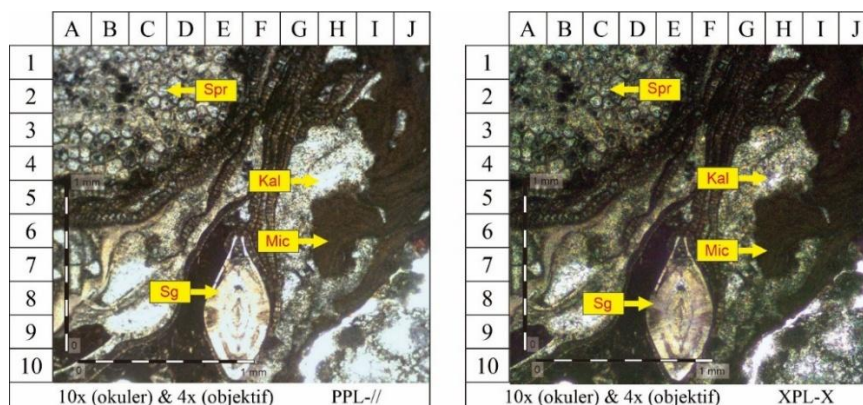 A B C D E F G H I J
1
2
3
4
5
6
7
8
9
10
Spr
Kal
Mic
Sg
1 mm
0
0
1 mm
10x (okuler) & 4x (objektif) PPL-//
A B C D E F G H I J
1
2
3
4
5
6
7
8
9
10
Spr
Kal
Mic
Sg
1 mm
0
0
1 mm
10x (okuler) & 4x (objektif) XPL-X